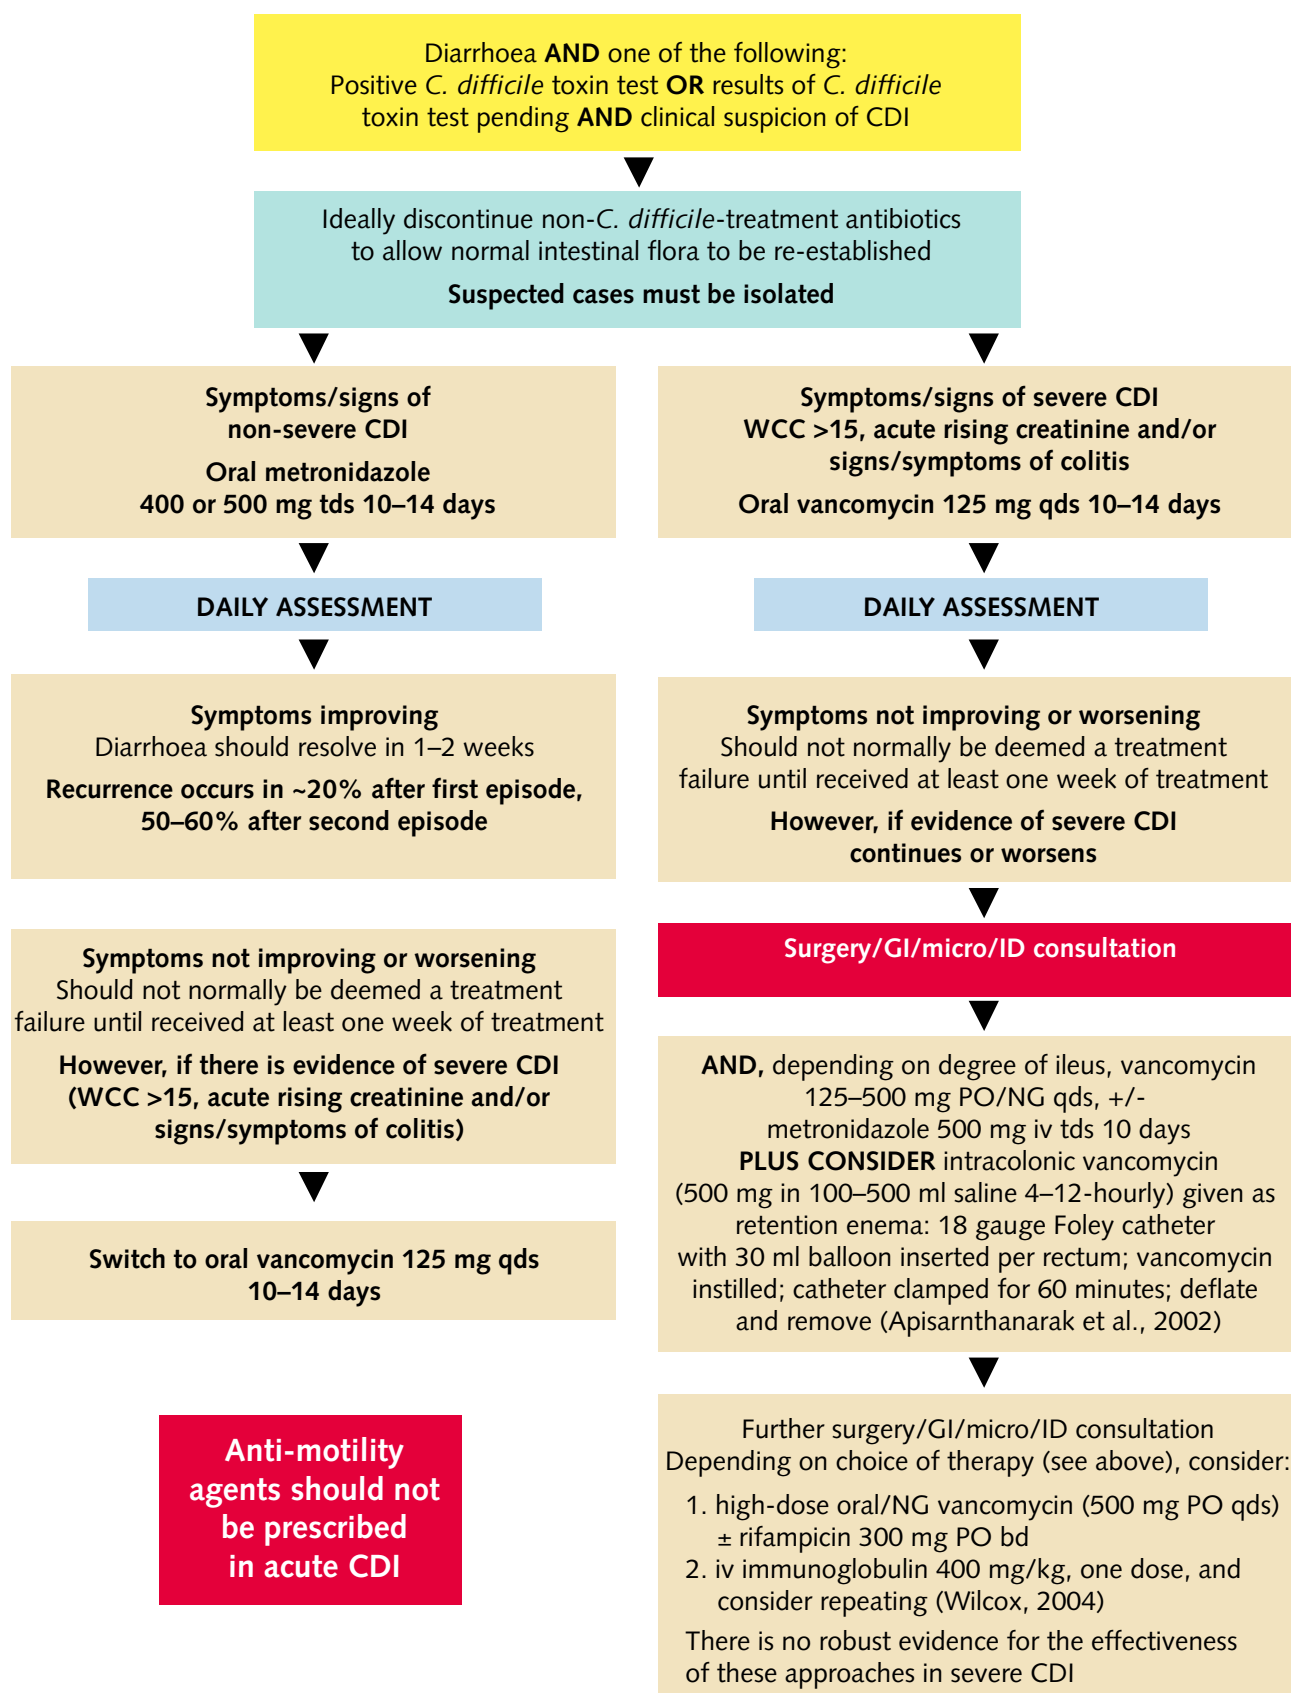 Diarrhoea AND one of the following:
Positive C. difficile toxin test OR results of C. difficile
toxin test pending AND clinical suspicion of CDI
Ideally discontinue non-C. difficile-treatment antibiotics
to allow normal intestinal flora to be re-established
Suspected cases must be isolated
Symptoms/signs of
non-severe CDI
Oral metronidazole
400 or 500 mg tds 10–14 days
DAILY ASSESSMENT
Symptoms improving
Diarrhoea should resolve in 1–2 weeks
Recurrence occurs in ~20% after first episode,
50–60% after second episode
Symptoms not improving or worsening
Should not normally be deemed a treatment
failure until received at least one week of treatment
However, if there is evidence of severe CDI
(WCC >15, acute rising creatinine and/or
signs/symptoms of colitis)
Switch to oral vancomycin 125 mg qds
10–14 days
Anti-motility
agents should not
be prescribed
in acute CDI
Symptoms/signs of severe CDI
WCC >15, acute rising creatinine and/or
signs/symptoms of colitis
Oral vancomycin 125 mg qds 10–14 days
DAILY ASSESSMENT
Symptoms not improving or worsening
Should not normally be deemed a treatment
failure until received at least one week of treatment
However, if evidence of severe CDI
continues or worsens
Surgery/GI/micro/ID consultation
AND, depending on degree of ileus, vancomycin
125–500 mg PO/NG qds, +/-
metronidazole 500 mg iv tds 10 days
PLUS CONSIDER intracolonic vancomycin
(500 mg in 100–500 ml saline 4–12-hourly) given as
retention enema: 18 gauge Foley catheter
with 30 ml balloon inserted per rectum; vancomycin
instilled; catheter clamped for 60 minutes; deflate
and remove (Apisarnthanarak et al., 2002)
Further surgery/GI/micro/ID consultation
Depending on choice of therapy (see above), consider:
1. high-dose oral/NG vancomycin (500 mg PO qds)
± rifampicin 300 mg PO bd
2. iv immunoglobulin 400 mg/kg, one dose, and
consider repeating (Wilcox, 2004)
There is no robust evidence for the effectiveness
of these approaches in severe CDI